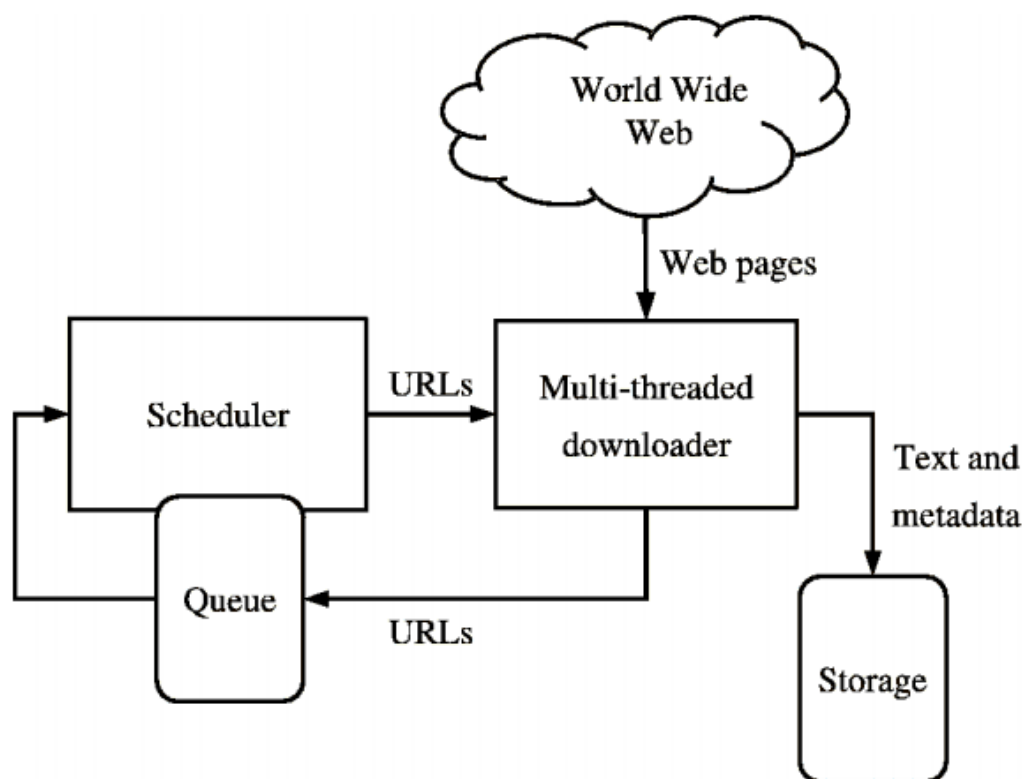 World Wide
Web
Web pages
URLs
Scheduler
Multi-threaded
downloader
Text and
metadata
Queue
URLs
Storage